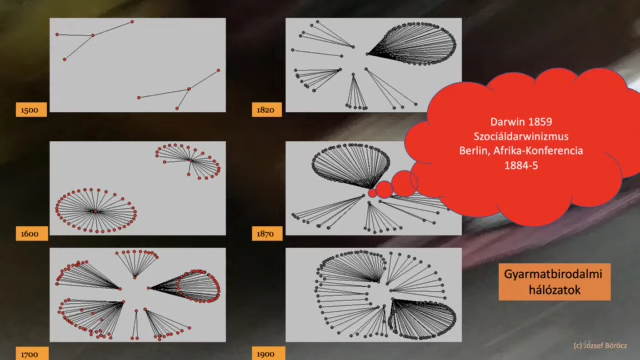 1500
1820
Darwin 1859
Szociáldarwinizmus
Berlin, Afrika-Konferencia
1884-5
1600
1870
Gyarmatbirodalmi
hálózatok
1700
1900
(c) József Böröcz